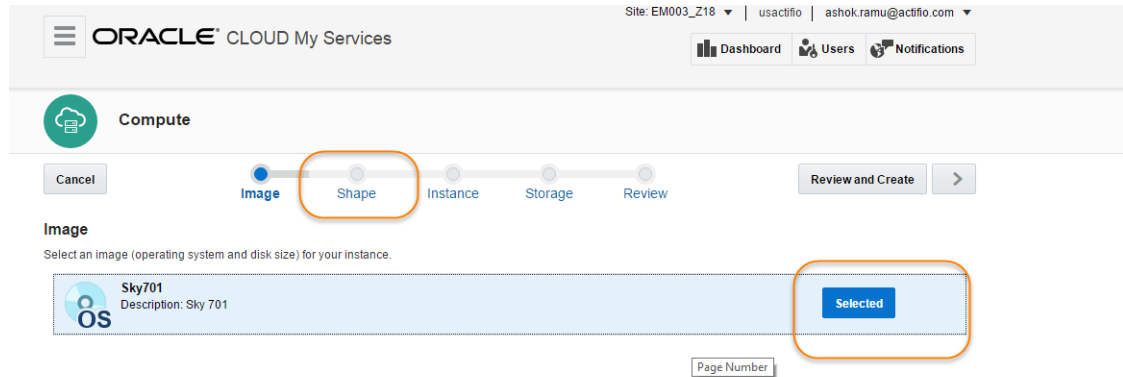 Site: EM003_Z18 usactifio ashok.ramu@actifio.com
ORACLE® CLOUD My Services
Dashboard Users Notifications
Compute
Cancel Image Shape Instance Storage Review Review and Create
Image
Select an image (operating system and disk size) for your instance.
Sky701
Description: Sky 701
OS
Selected
Page Number